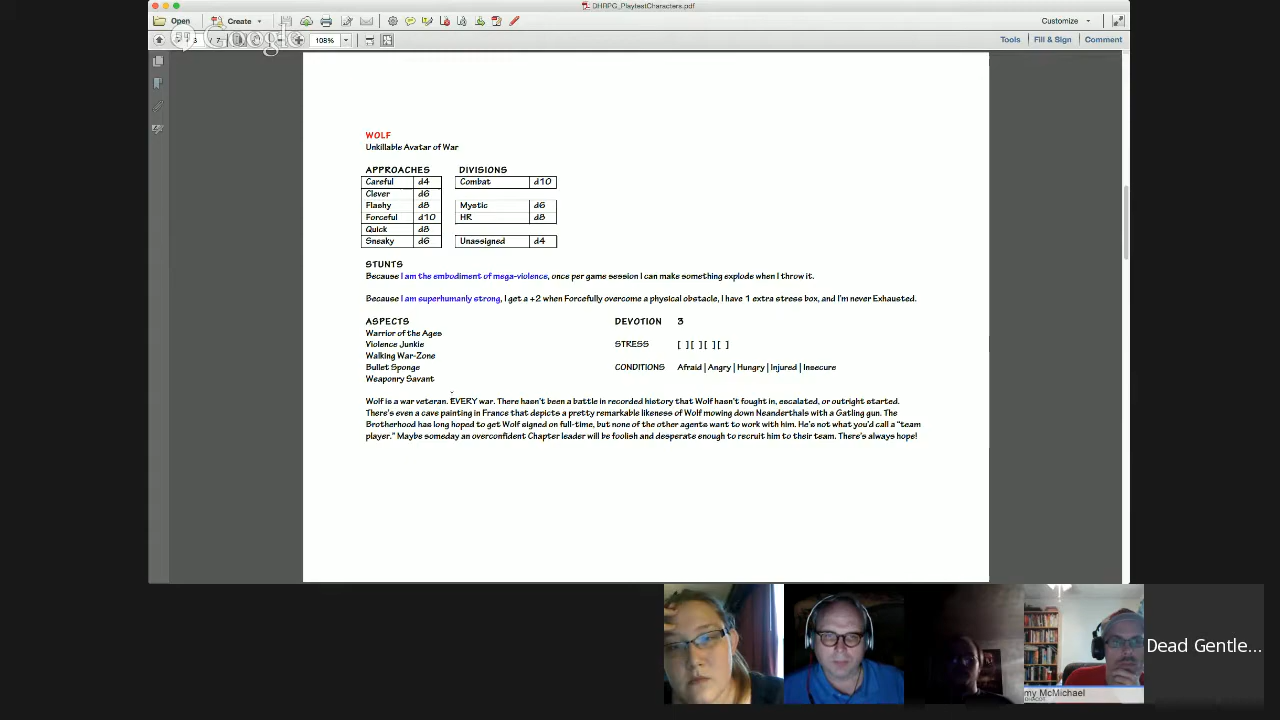 DHRPG_PlaytestCharacters.pdf
Open Create Customize
Google 3 / 7 108% Tools Fill & Sign Comment
WOLF
Unkillable Avatar of War
APPROACHES DIVISIONS
Careful d4 Combat d10
Clever d6
Flashy d8 Mystic d6
Forceful d10 HR d8
Quick d8
Sneaky d6 Unassigned d4
STUNTS
Because I am the embodiment of mega-violence, once per game session I can make something explode when I throw it.
Because I am superhumanly strong, I get a +2 when Forcefully overcome a physical obstacle, I have 1 extra stress box, and I'm never Exhausted.
ASPECTS DEVOTION 3
Warrior of the Ages
Violence Junkie STRESS [ ] [ ] [ ] [ ]
Walking War-Zone
Bullet Sponge CONDITIONS Afraid | Angry | Hungry | Injured | Insecure
Weaponry Savant
Wolf is a war veteran. EVERY war. There hasn't been a battle in recorded history that Wolf hasn't fought in, escalated, or outright started.
There's even a cave painting in France that depicts a pretty remarkable likeness of Wolf mowing down Neanderthals with a Gatling gun. The
Brotherhood has long hoped to get Wolf signed on full-time, but none of the other agents want to work with him. He's not what you'd call a "team
player." Maybe someday an overconfident Chapter leader will be foolish and desperate enough to recruit him to their team. There's always hope!
Dead Gentle...
my McMichael